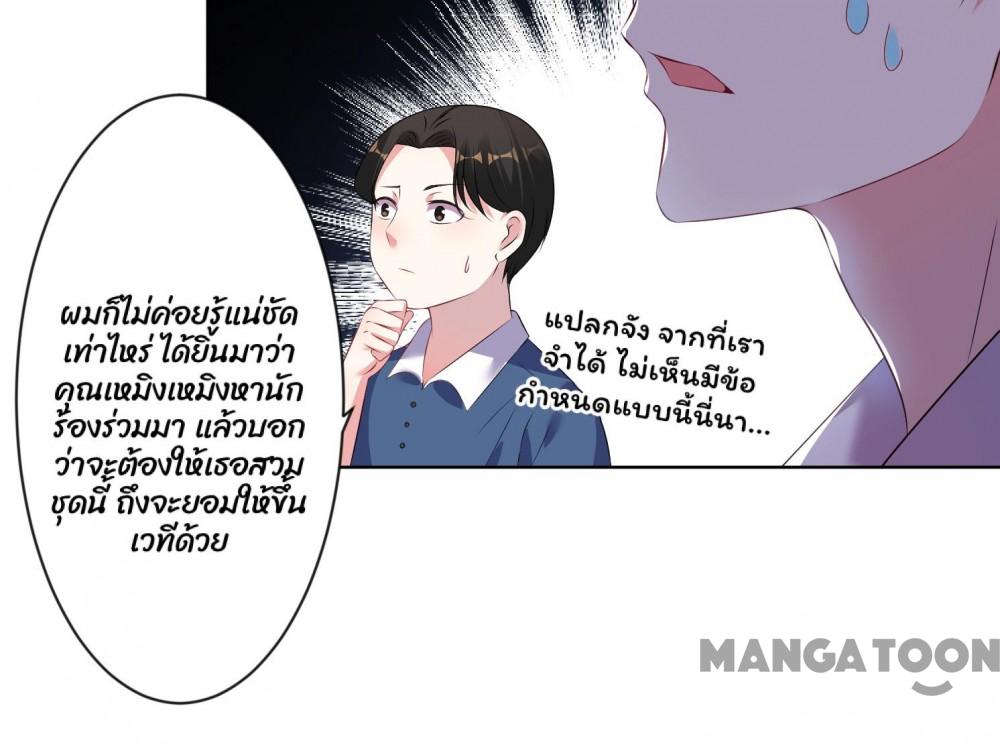 ผมก็ไม่ค่อยรู้แน่ชัด
เท่าไหร่ ได้ยินมาว่า
คุณเหมิงเหมิงหานัก
ร้องร่วมมา แล้วบอก
ว่าจะต้องให้เธอสวม
ชุดนี้ ถึงจะยอมให้ขึ้น
เวทีด้วย
แปลกจัง จากที่เรา
จำได้ ไม่เห็นมีข้อ
กำหนดแบบนี้นี่นา...
MANGATOON